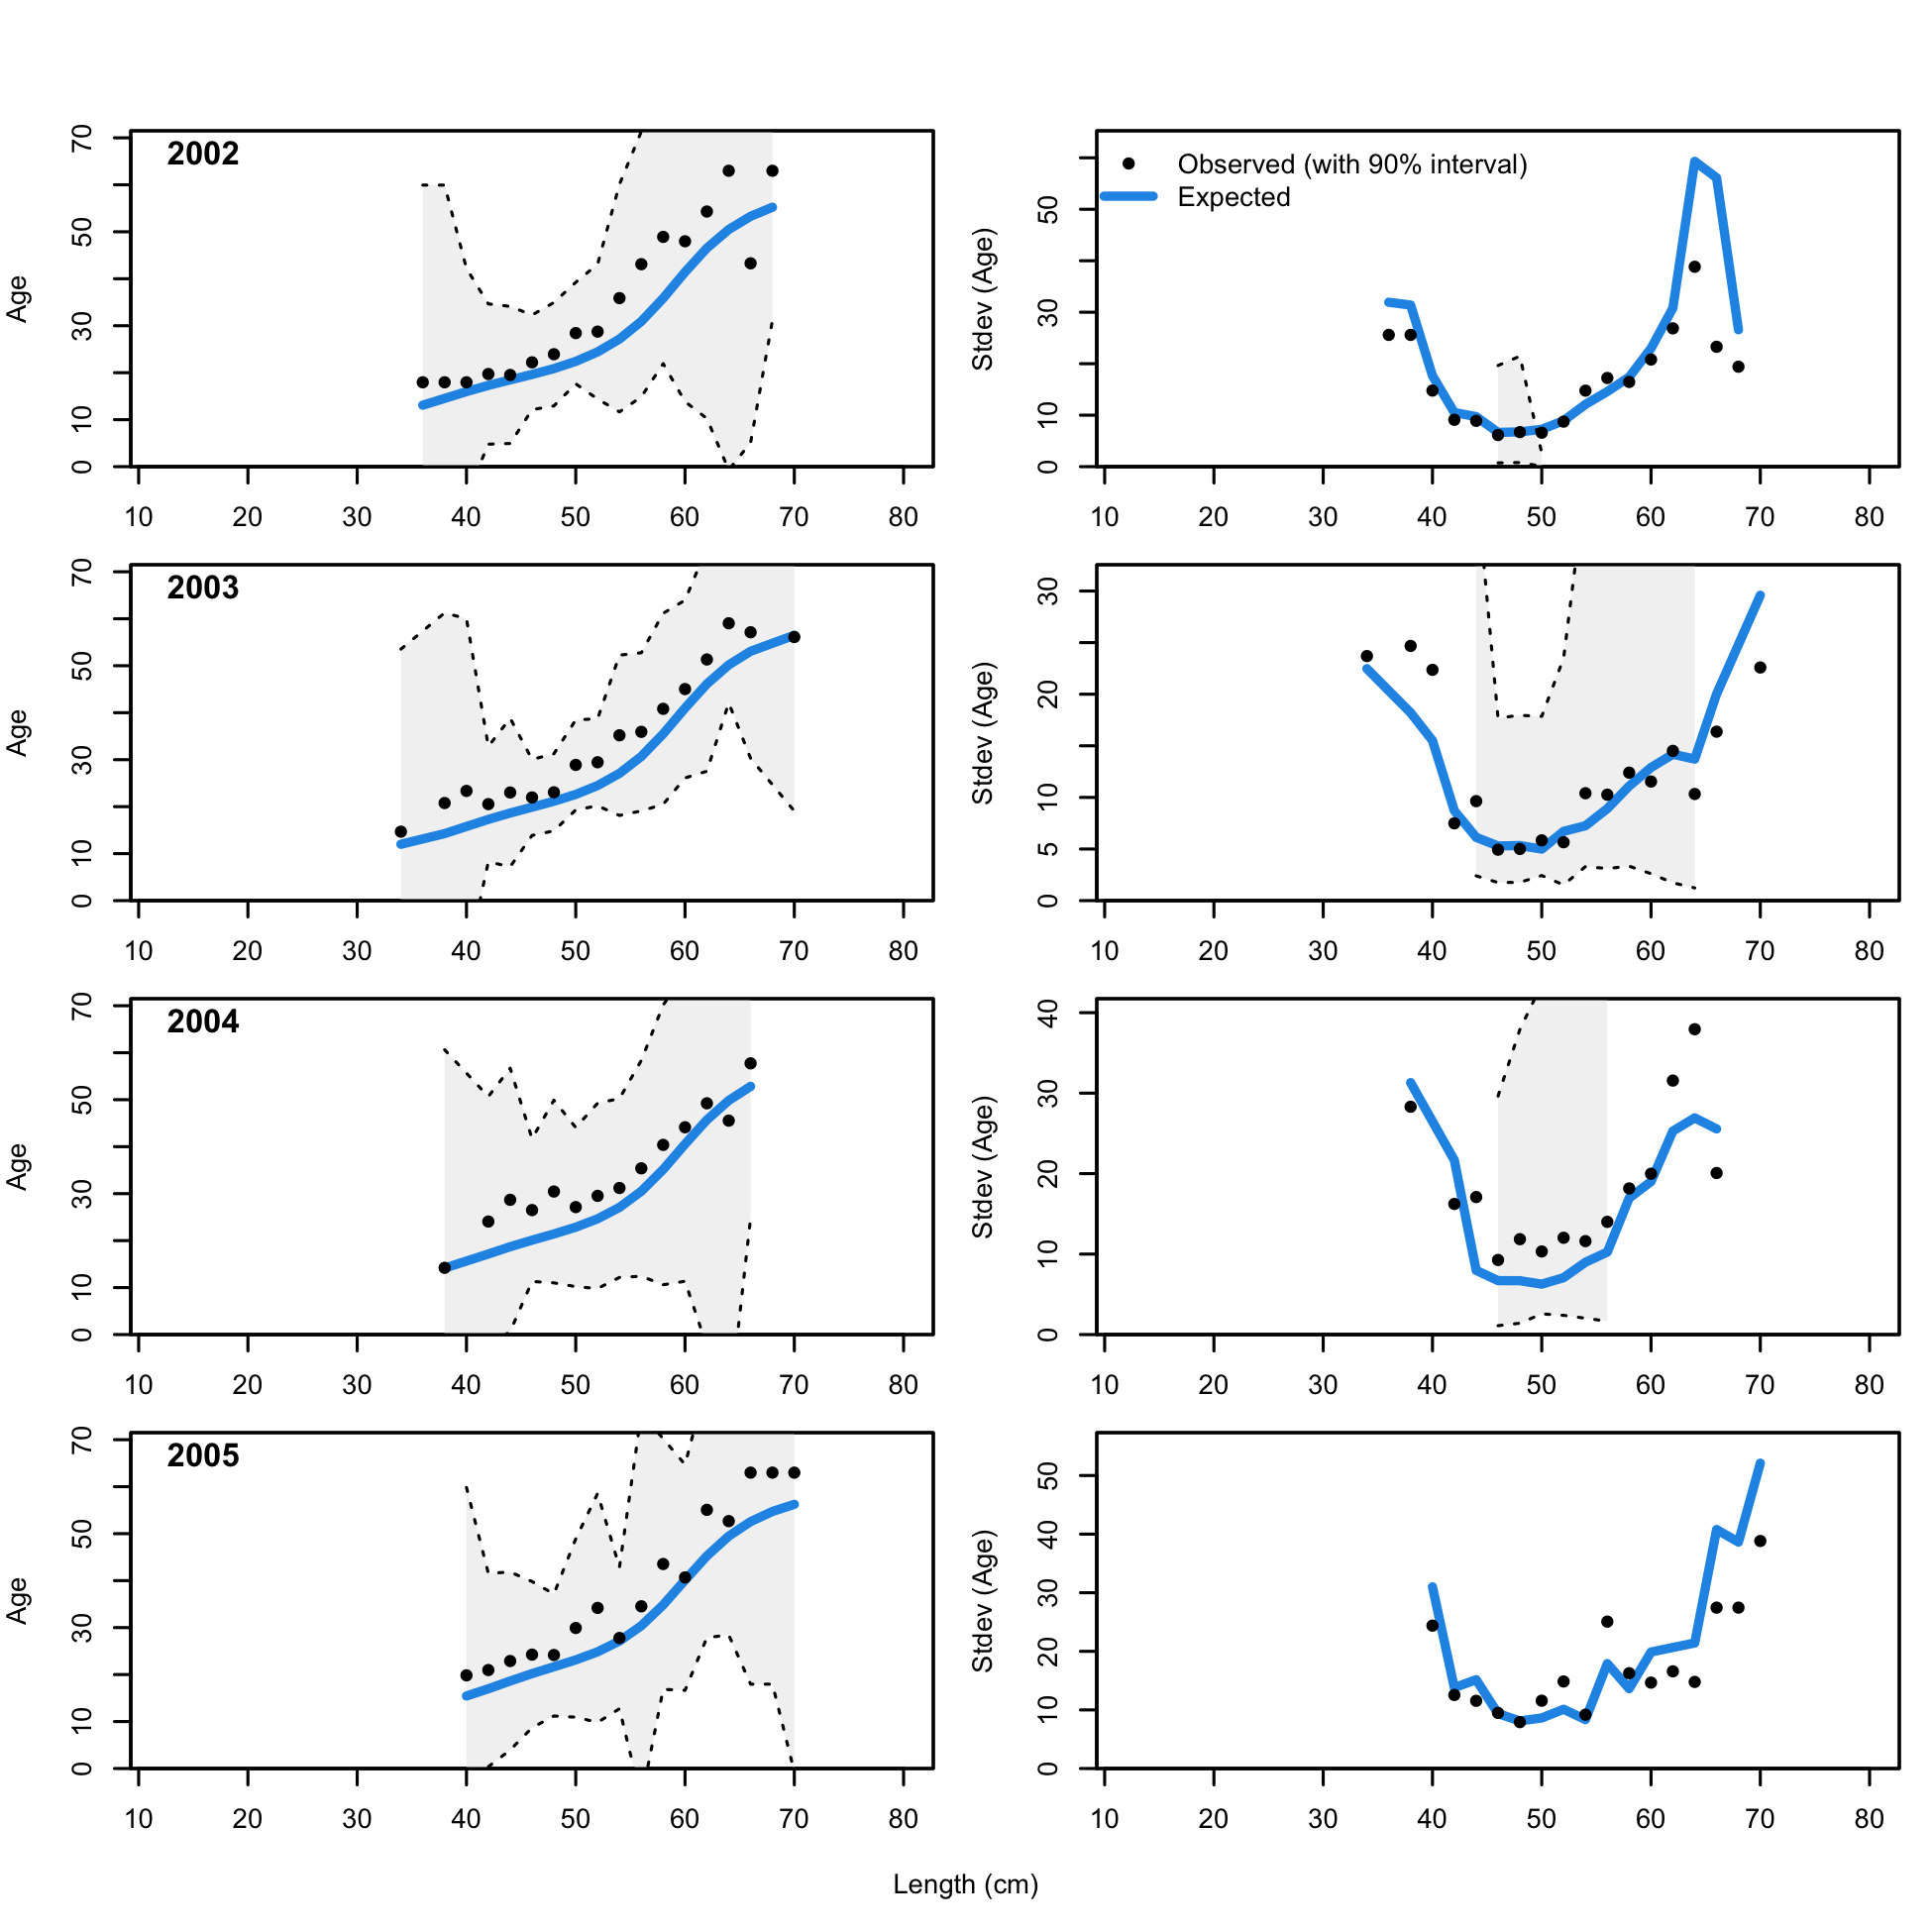 2002
Age
0 10 30 50 70
10 20 30 40 50 60 70 80
Observed (with 90% interval)
Expected
Stdev (Age)
0 10 30 50
10 20 30 40 50 60 70 80
2003
Age
0 10 30 50 70
10 20 30 40 50 60 70 80
Stdev (Age)
0 5 10 20 30
10 20 30 40 50 60 70 80
2004
Age
0 10 30 50 70
10 20 30 40 50 60 70 80
Stdev (Age)
0 10 20 30 40
10 20 30 40 50 60 70 80
2005
Age
0 10 30 50 70
10 20 30 40 50 60 70 80
Stdev (Age)
0 10 20 30 40 50
10 20 30 40 50 60 70 80
Length (cm)